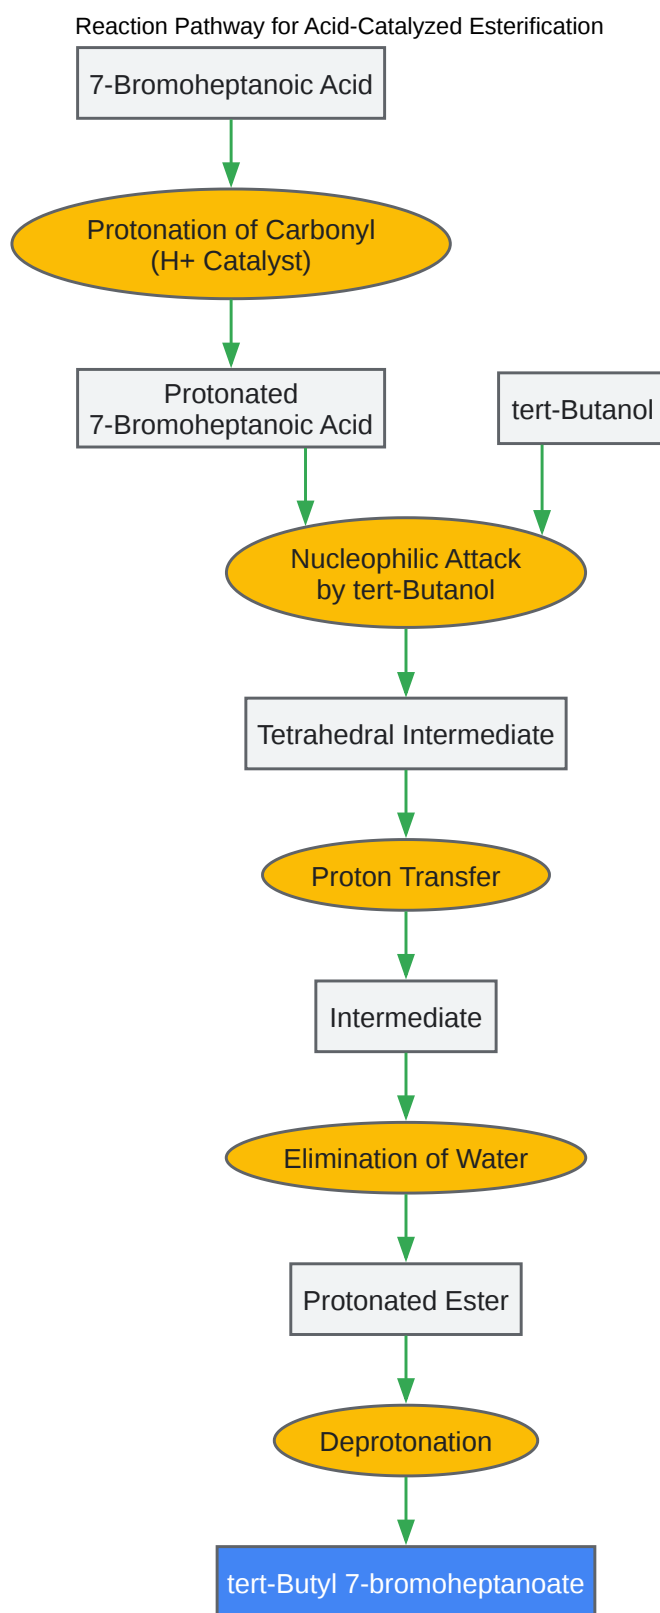 Reaction Pathway for Acid-Catalyzed Esterification
7-Bromoheptanoic Acid
Protonation of Carbonyl
(H+ Catalyst)
Protonated
7-Bromoheptanoic Acid
tert-Butanol
Nucleophilic Attack
by tert-Butanol
Tetrahedral Intermediate
Proton Transfer
Intermediate
Elimination of Water
Protonated Ester
Deprotonation
tert-Butyl 7-bromoheptanoate